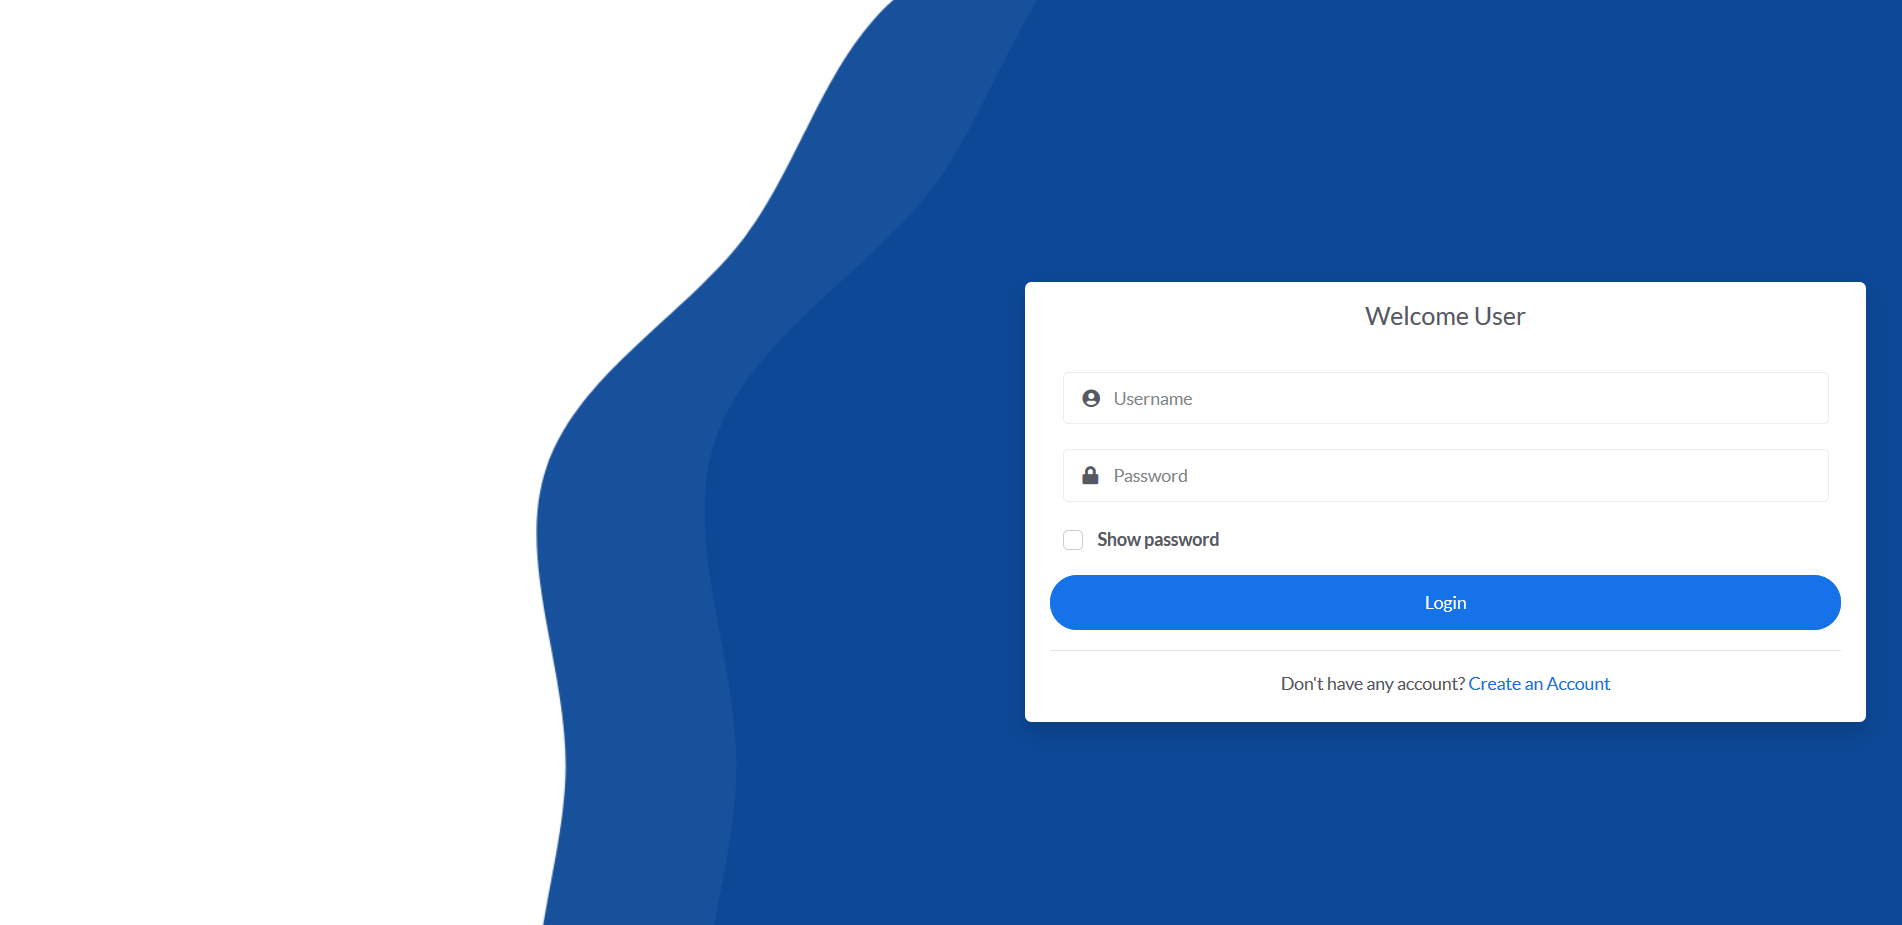 Welcome User
Username
Password
Show password
Login
Don't have any account? Create an Account